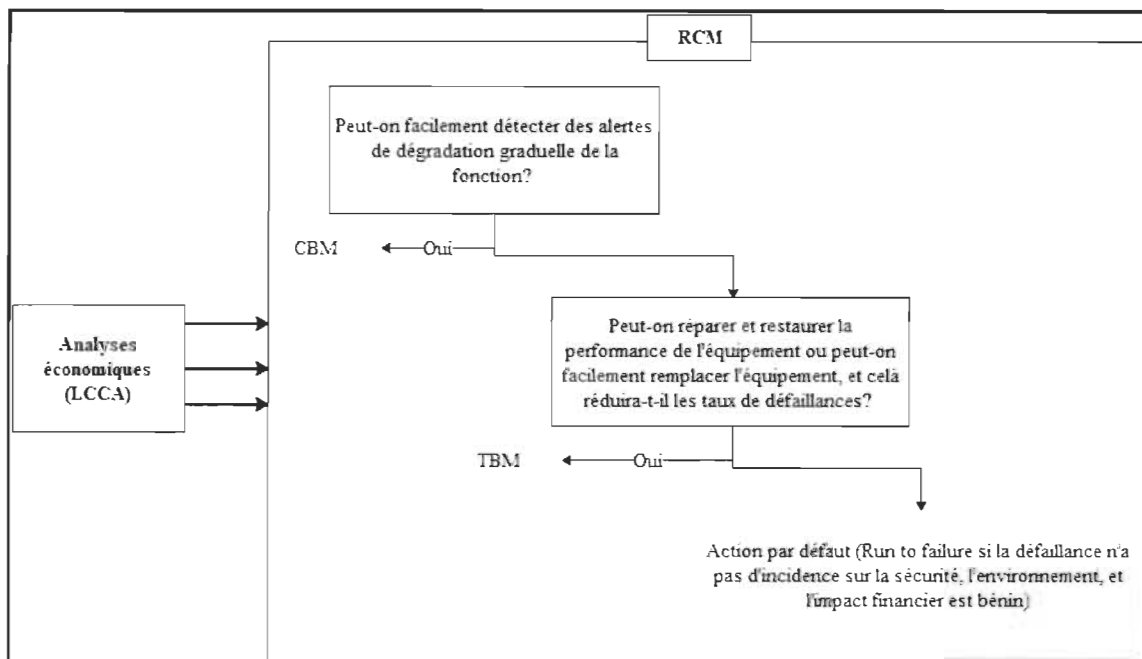 RCM
Peut-on facilement détecter des alertes
de dégradation graduelle de la
fonction?
CBM
Oui
Analyses
économiques
(LCCA)
Peut-on réparer et restaurer la
performance de l'équipement ou peut-on
facilement remplacer l'équipement, et celà
réduira-t-il les taux de défaillances?
TBM
Oui
Action par défaut (Run to failure si la défaillance n'a
pas d'incidence sur la sécurité, l'environnement, et
l'impact financier est bénin)